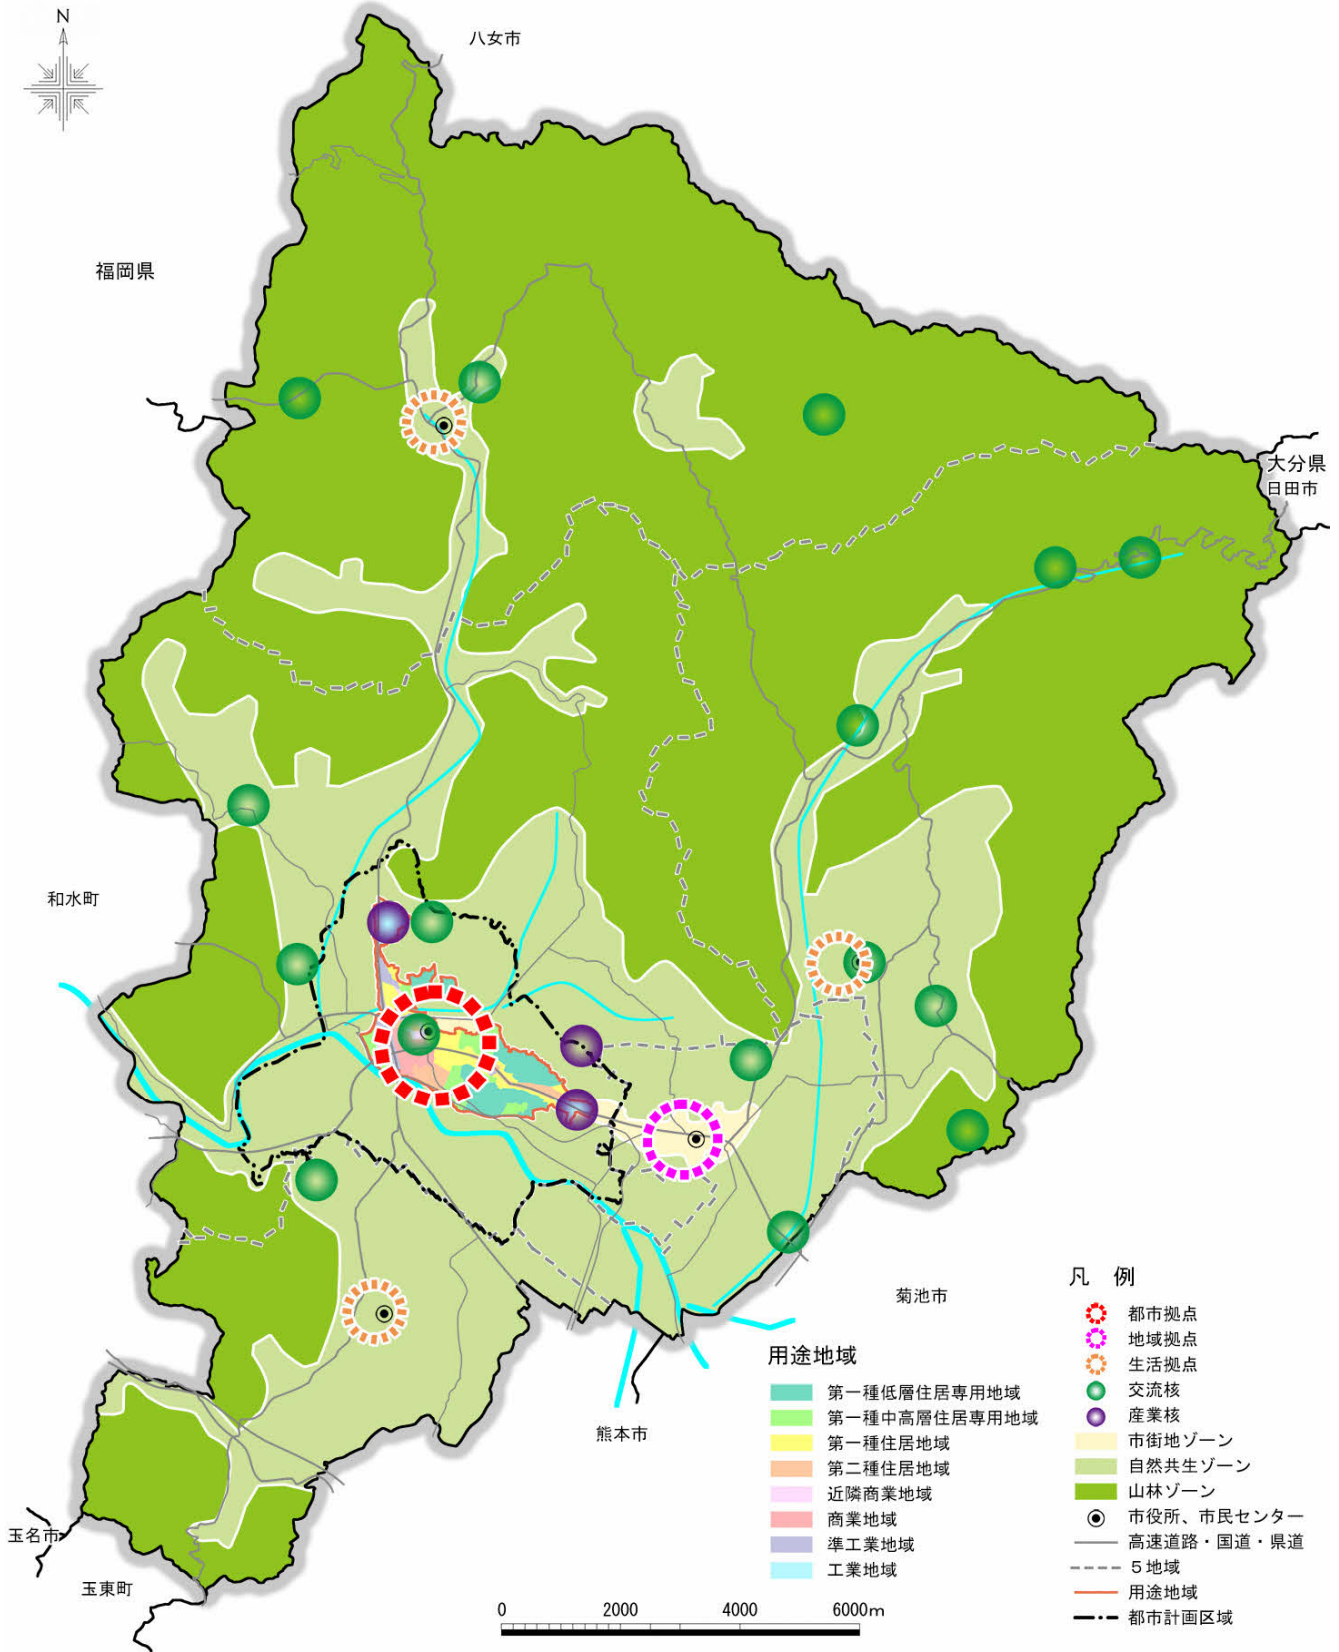 N
八女市
福岡県
大分県
日田市
和水町
菊池市
熊本市
玉名市
玉東町
凡　例
都市拠点
地域拠点
生活拠点
交流核
産業核
市街地ゾーン
自然共生ゾーン
山林ゾーン
市役所、市民センター
高速道路・国道・県道
５地域
用途地域
都市計画区域
用途地域
第一種低層住居専用地域
第一種中高層住居専用地域
第一種住居地域
第二種住居地域
近隣商業地域
商業地域
準工業地域
工業地域
0 2000 4000 6000m